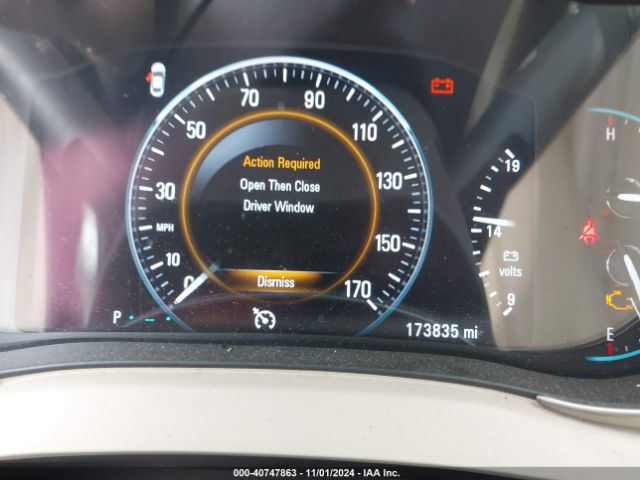 70 90
50 110
30 130
MPH
10 150
0 170
Action Required
Open Then Close
Driver Window
Dismiss
P
19
14
volts
9
173835 mi
H
E
00-40747863 - 11/01/2024 - IAA Inc.